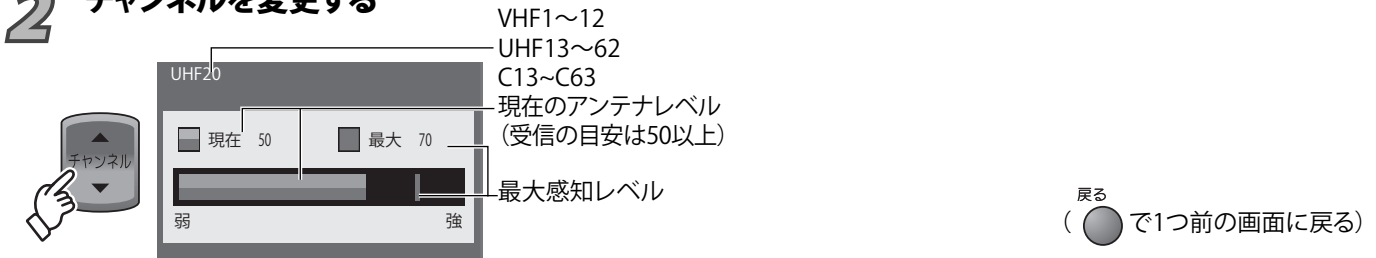 2 チャンネルを変更する
VHF1～12
UHF13～62
C13~C63
現在のアンテナレベル
（受信の目安は50以上）
最大感知レベル
UHF20
現在 50 最大 70
弱 強
チャンネル
戻る
（ で1つ前の画面に戻る）